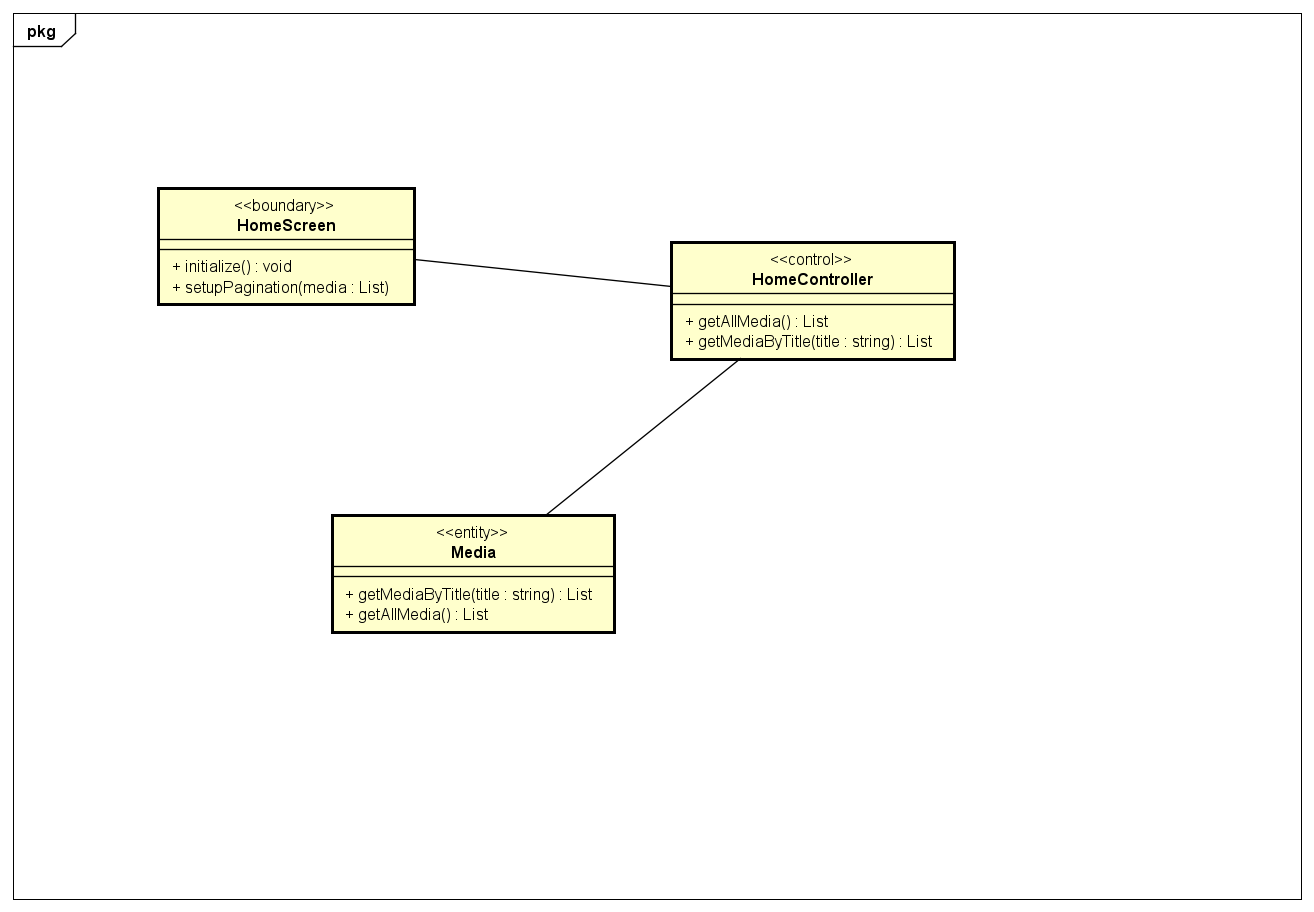 pkg
<<boundary>>
HomeScreen
+ initialize() : void
+ setupPagination(media : List)
<<control>>
HomeController
+ getAllMedia() : List
+ getMediaByTitle(title : string) : List
<<entity>>
Media
+ getMediaByTitle(title : string) : List
+ getAllMedia() : List